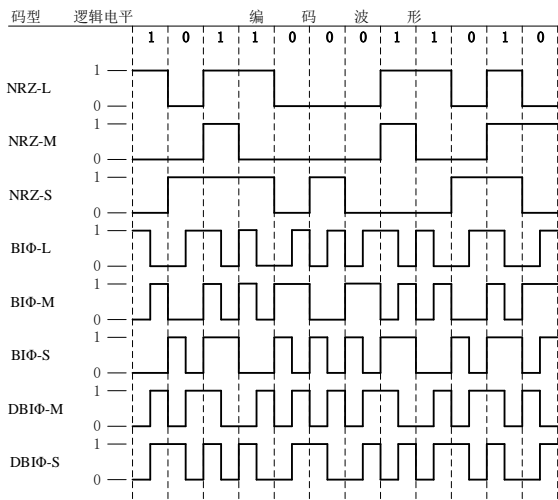 码型 逻辑电平 编 码 波 形
1 0 1 1 0 0 0 1 1 0 1 0
NRZ-L 1 0
NRZ-M 1 0
NRZ-S 1 0
BIΦ-L 1 0
BIΦ-M 1 0
BIΦ-S 1 0
DBIΦ-M 1 0
DBIΦ-S 1 0